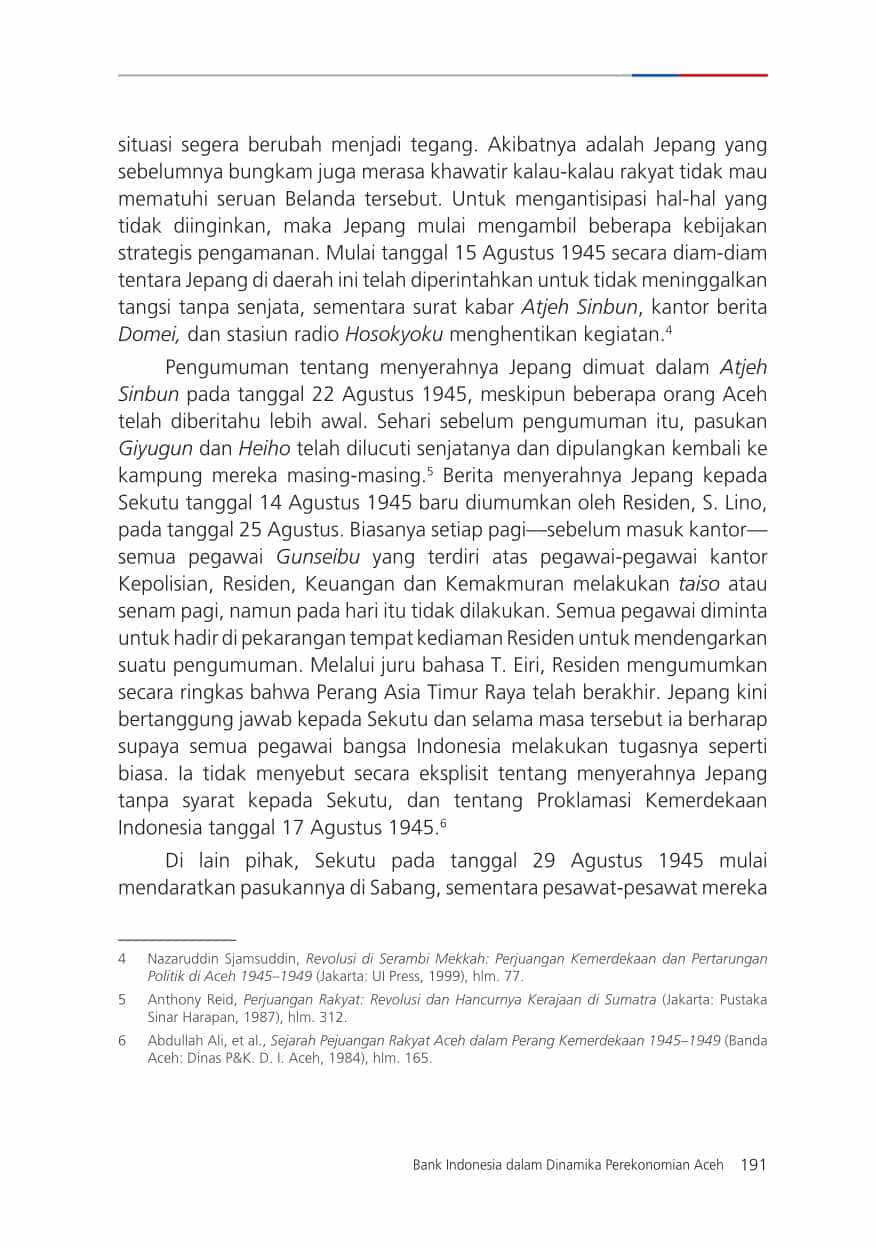 situasi segera berubah menjadi tegang. Akibatnya adalah Jepang yang
sebelumnya bungkam juga merasa khawatir kalau-kalau rakyat tidak mau
mematuhi seruan Belanda tersebut. Untuk mengantisipasi hal-hal yang
tidak diinginkan, maka Jepang mulai mengambil beberapa kebijakan
strategis pengamanan. Mulai tanggal 15 Agustus 1945 secara diam-diam
tentara Jepang di daerah ini telah diperintahkan untuk tidak meninggalkan
tangsi tanpa senjata, sementara surat kabar Atjeh Sinbun, kantor berita
Domei, dan stasiun radio Hosokyoku menghentikan kegiatan.4
Pengumuman tentang menyerahnya Jepang dimuat dalam Atjeh
Sinbun pada tanggal 22 Agustus 1945, meskipun beberapa orang Aceh
telah diberitahu lebih awal. Sehari sebelum pengumuman itu, pasukan
Giyugun dan Heiho telah dilucuti senjatanya dan dipulangkan kembali ke
kampung mereka masing-masing.5 Berita menyerahnya Jepang kepada
Sekutu tanggal 14 Agustus 1945 baru diumumkan oleh Residen, S. Lino,
pada tanggal 25 Agustus. Biasanya setiap pagi—sebelum masuk kantor—
semua pegawai Gunseibu yang terdiri atas pegawai-pegawai kantor
Kepolisian, Residen, Keuangan dan Kemakmuran melakukan taiso atau
senam pagi, namun pada hari itu tidak dilakukan. Semua pegawai diminta
untuk hadir di pekarangan tempat kediaman Residen untuk mendengarkan
suatu pengumuman. Melalui juru bahasa T. Eiri, Residen mengumumkan
secara ringkas bahwa Perang Asia Timur Raya telah berakhir. Jepang kini
bertanggung jawab kepada Sekutu dan selama masa tersebut ia berharap
supaya semua pegawai bangsa Indonesia melakukan tugasnya seperti
biasa. Ia tidak menyebut secara eksplisit tentang menyerahnya Jepang
tanpa syarat kepada Sekutu, dan tentang Proklamasi Kemerdekaan
Indonesia tanggal 17 Agustus 1945.6
Di lain pihak, Sekutu pada tanggal 29 Agustus 1945 mulai
mendaratkan pasukannya di Sabang, sementara pesawat-pesawat mereka
4 Nazaruddin Sjamsuddin, Revolusi di Serambi Mekkah: Perjuangan Kemerdekaan dan Pertarungan
Politik di Aceh 1945–1949 (Jakarta: UI Press, 1999), hlm. 77.
5 Anthony Reid, Perjuangan Rakyat: Revolusi dan Hancurnya Kerajaan di Sumatra (Jakarta: Pustaka
Sinar Harapan, 1987), hlm. 312.
6 Abdullah Ali, et al., Sejarah Pejuangan Rakyat Aceh dalam Perang Kemerdekaan 1945–1949 (Banda
Aceh: Dinas P&K. D. I. Aceh, 1984), hlm. 165.
Bank Indonesia dalam Dinamika Perekonomian Aceh 191